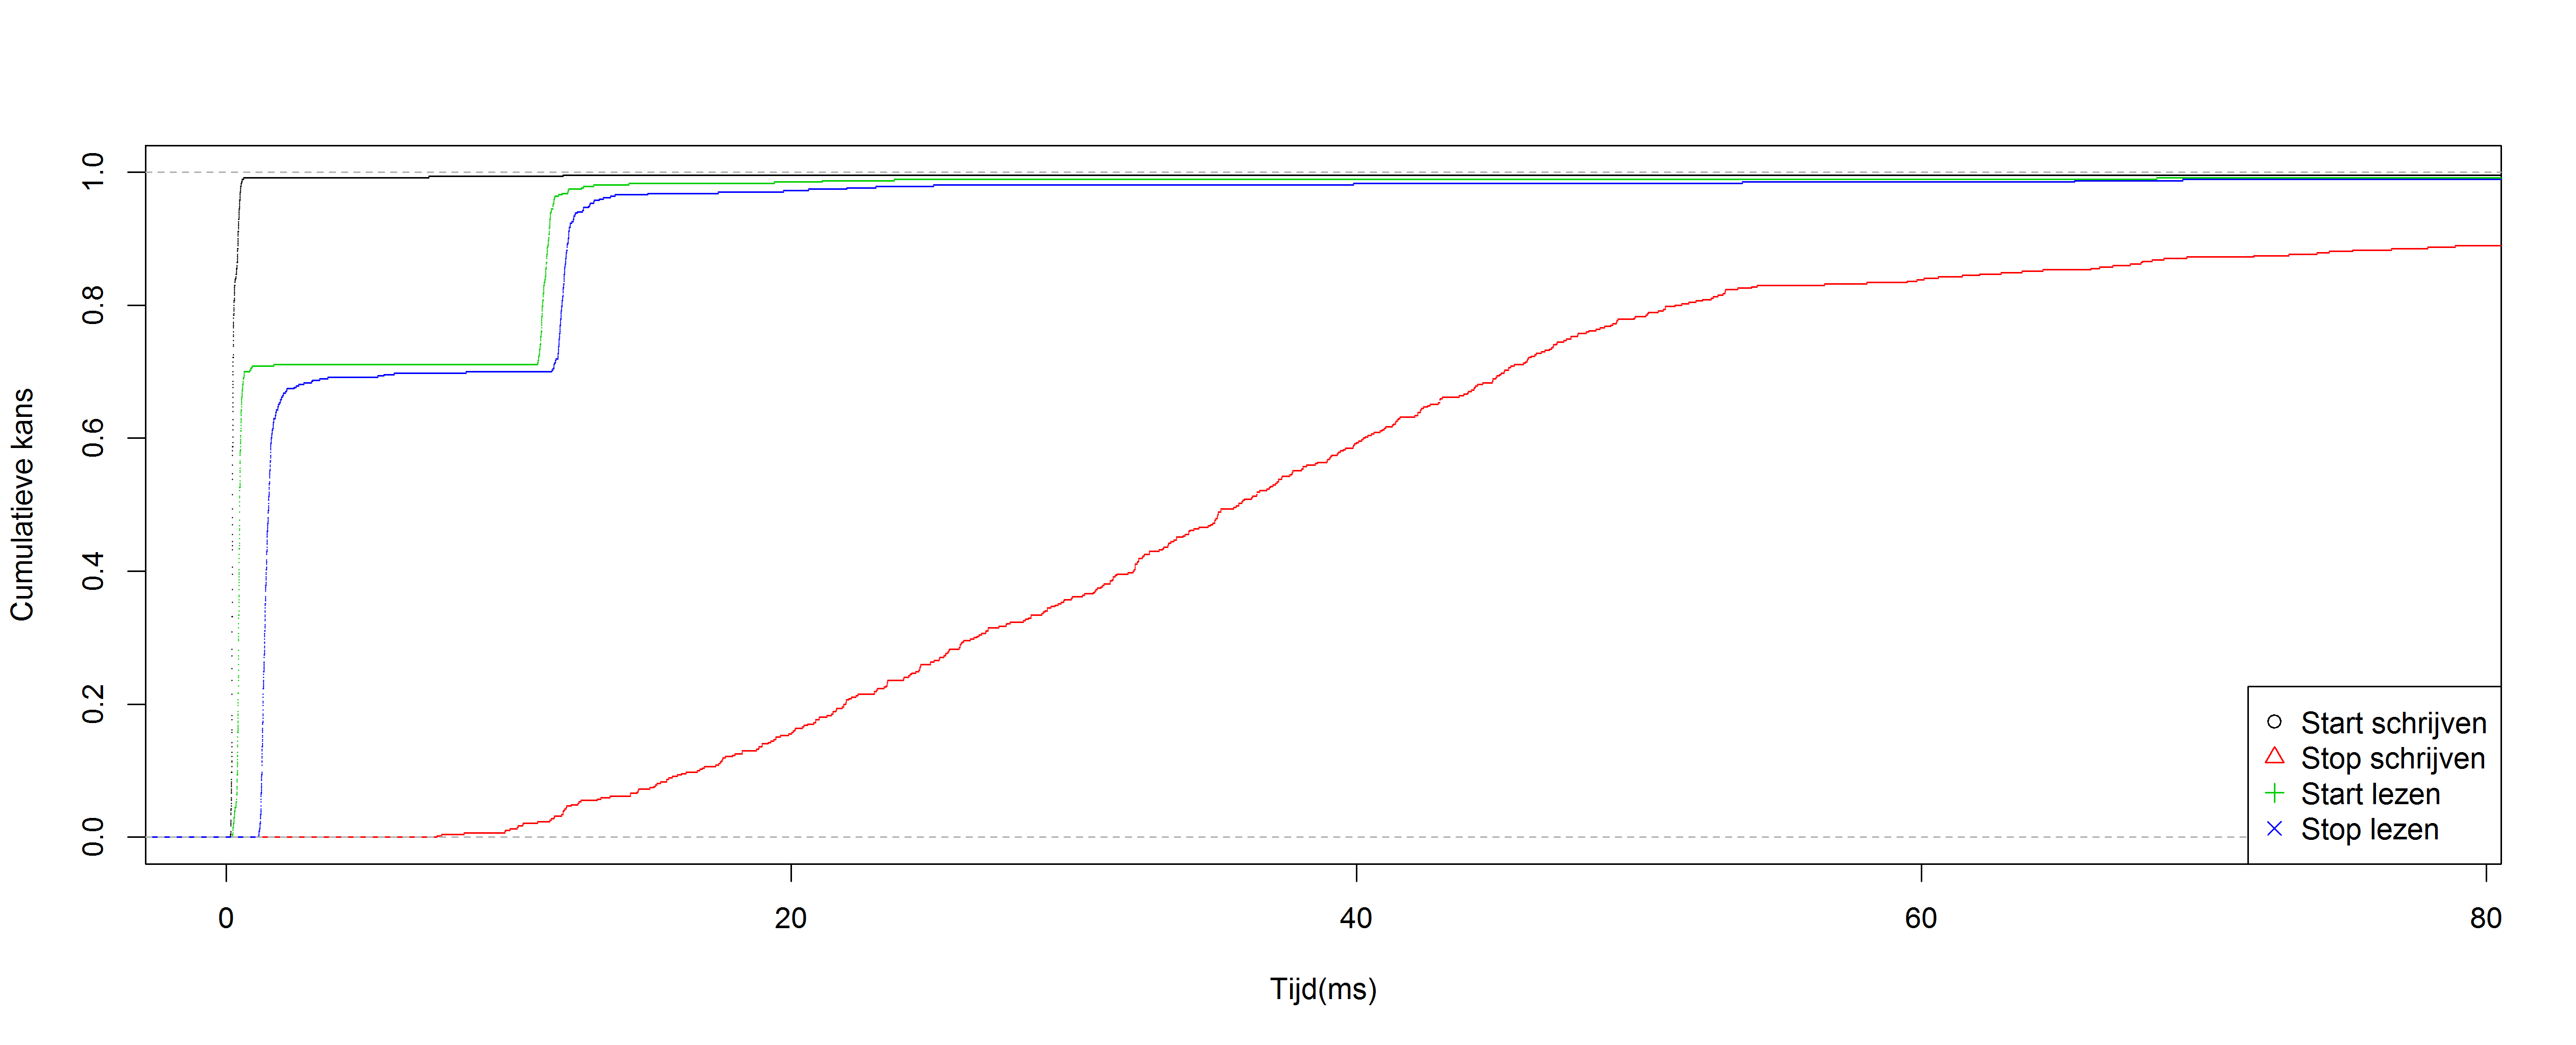 1.0
0.8
0.6
0.4
0.2
0.0
Cumulatieve kans
0 20 40 60 80
Tijd(ms)
Start schrijven
Stop schrijven
Start lezen
Stop lezen